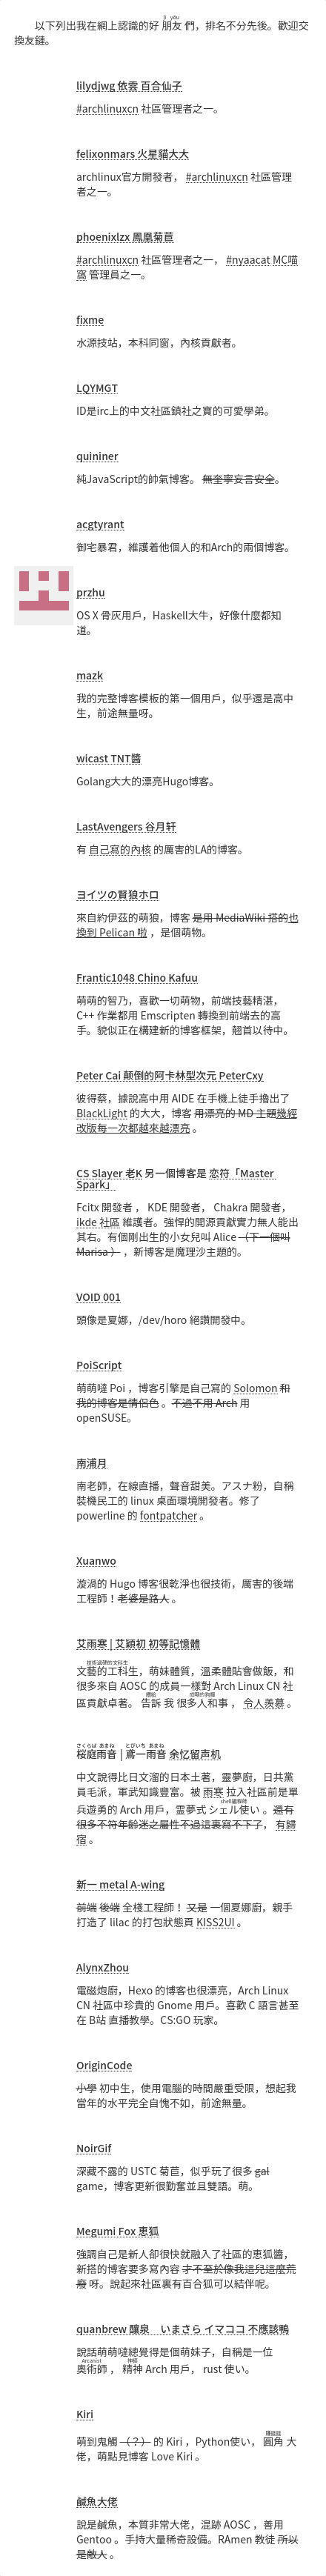 以下列出我在網上認識的好 朋友 們，排名不分先後。歡迎交
換友鏈。
lilydjwg 依雲 百合仙子
#archlinuxcn 社區管理者之一。
felixonmars 火星貓大大
archlinux官方開發者， #archlinuxcn 社區管理
者之一。
phoenixlzx 鳳凰菊苣
#archlinuxcn 社區管理者之一， #nyaacat MC喵
窩 管理員之一。
fixme
水源技站，本科同窗，內核貢獻者。
LQYMGT
ID是irc上的中文社區鎮社之寶的可愛學弟。
quininer
純JavaScript的帥氣博客。 無奎寧妄言安全。
acgtyrant
御宅暴君，維護着他個人的和Arch的兩個博客。
przhu
OS X 骨灰用戶，Haskell大牛，好像什麼都知
道。
mazk
我的完整博客模板的第一個用戶，似乎還是高中
生，前途無量呀。
wicast TNT醬
Golang大大的漂亮Hugo博客。
LastAvengers 谷月轩
有 自己寫的內核 的厲害的LA的博客。
ヨイツの賢狼ホロ
來自約伊茲的萌狼，博客 是用 MediaWiki 搭的也
換到 Pelican 啦 ，是個萌物。
Frantic1048 Chino Kafuu
萌萌的智乃，喜歡一切萌物，前端技藝精湛，
C++ 作業都用 Emscripten 轉換到前端去的高
手。貌似正在構建新的博客框架，翹首以待中。
Peter Cai 颠倒的阿卡林型次元 PeterCxy
彼得蔡，據說高中用 AIDE 在手機上徒手擼出了
BlackLight 的大大，博客 用漂亮的 MD 主題幾經
改版每一次都越來越漂亮 。
CS Slayer 老K 另一個博客是 恋符「Master
Spark」
Fcitx 開發者 ， KDE 開發者， Chakra 開發者，
ikde 社區 維護者。強悍的開源貢獻實力無人能出
其右。有個剛出生的小女兒叫 Alice （下一個叫
Marisa ） ，新博客是魔理沙主題的。
VOID 001
頭像是夏娜，/dev/horo 絕讚開發中。
PoiScript
萌萌噠 Poi ，博客引擎是自己寫的 Solomon 和
我的博客是情侶色 。不過不用 Arch 用
openSUSE。
南浦月
南老師，在線直播，聲音甜美。アスナ粉，自稱
裝機民工的 linux 桌面環境開發者。修了
powerline 的 fontpatcher 。
Xuanwo
漩渦的 Hugo 博客很乾淨也很技術，厲害的後端
工程師！老婆是路人 。
艾雨寒 | 艾穎初 初等記憶體
文藝的工科生，萌妹體質，溫柔體貼會做飯，和
很多來自 AOSC 的成員一樣對 Arch Linux CN 社
區貢獻卓著。 告訴 我 很多人和事 ， 令人羨慕 。
桜庭雨音 | 鳶一雨音 余忆留声机
中文說得比日文溜的日本土著，靈夢廚，日共黨
員毛派，軍武知識豐富。被 雨寒 拉入社區前是單
兵遊勇的 Arch 用戶，靈夢式 シェル使い 。還有
很多不符年齡迷之屬性不過這裏寫不下了， 有歸
宿 。
新一 metal A-wing
前端 後端 全棧工程師！ 又是 一個夏娜廚，親手
打造了 lilac 的打包狀態頁 KISS2UI 。
AlynxZhou
電磁炮廚，Hexo 的博客也很漂亮，Arch Linux
CN 社區中珍貴的 Gnome 用戶。喜歡 C 語言甚至
在 B站 直播教學。CS:GO 玩家。
OriginCode
小學 初中生，使用電腦的時間嚴重受限，想起我
當年的水平完全自愧不如，前途無量。
NoirGif
深藏不露的 USTC 菊苣，似乎玩了很多 gal
game，博客更新很勤奮並且雙語。萌。
Megumi Fox 惠狐
強調自己是新人卻很快就融入了社區的恵狐醬，
新搭的博客要多寫內容 才不至於像我這兒這麼荒
廢 呀。說起來社區裏有百合狐可以結伴呢。
quanbrew 釀泉　いまさら イマココ 不應該鴨
說話萌萌噠總覺得是個萌妹子，自稱是一位
奧術師 ， 精神 Arch 用戶， rust 使い。
Kiri
萌到鬼觸 （？） 的 Kiri ，Python使い， 圓角 大
佬，萌點見博客 Love Kiri 。
鹹魚大佬
說是鹹魚，本質非常大佬，混跡 AOSC ，善用
Gentoo 。手持大量稀奇設備。RAmen 教徒 所以
是敵人 。